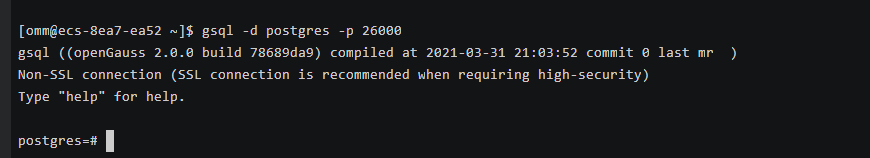 [omm@ecs-8ea7-ea52 ~]$ gsql -d postgres -p 26000
gsql ((openGauss 2.0.0 build 78689da9) compiled at 2021-03-31 21:03:52 commit 0 last mr  )
Non-SSL connection (SSL connection is recommended when requiring high-security)
Type "help" for help.
postgres=#